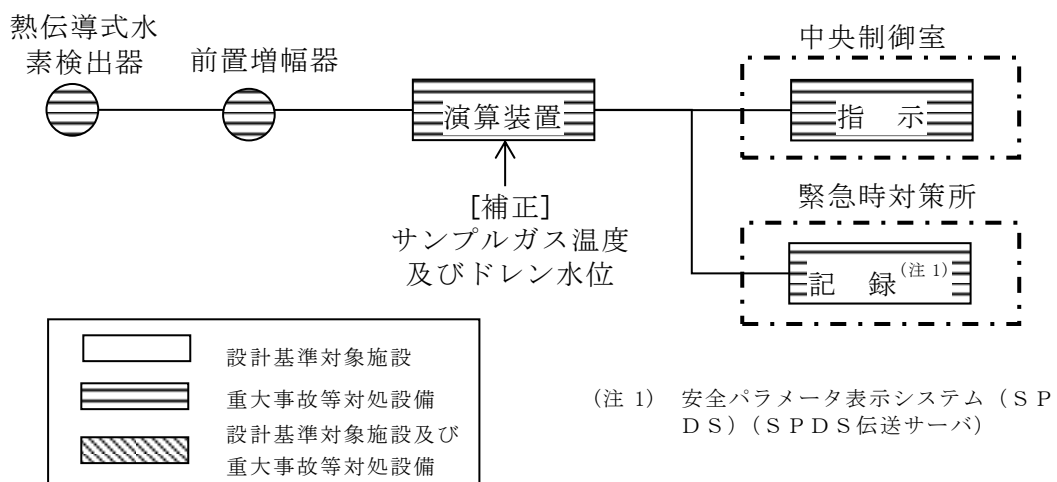 熱伝導式水
素検出器
前置増幅器
演算装置
[補正]
サンプルガス温度
及びドレン水位
中央制御室
指 示
緊急時対策所
記 録(注1)
設計基準対象施設
重大事故等対処設備
設計基準対象施設及び
重大事故等対処設備
(注 1) 安全パラメータ表示システム（ＳＰ
ＤＳ）（ＳＰＤＳ伝送サーバ）